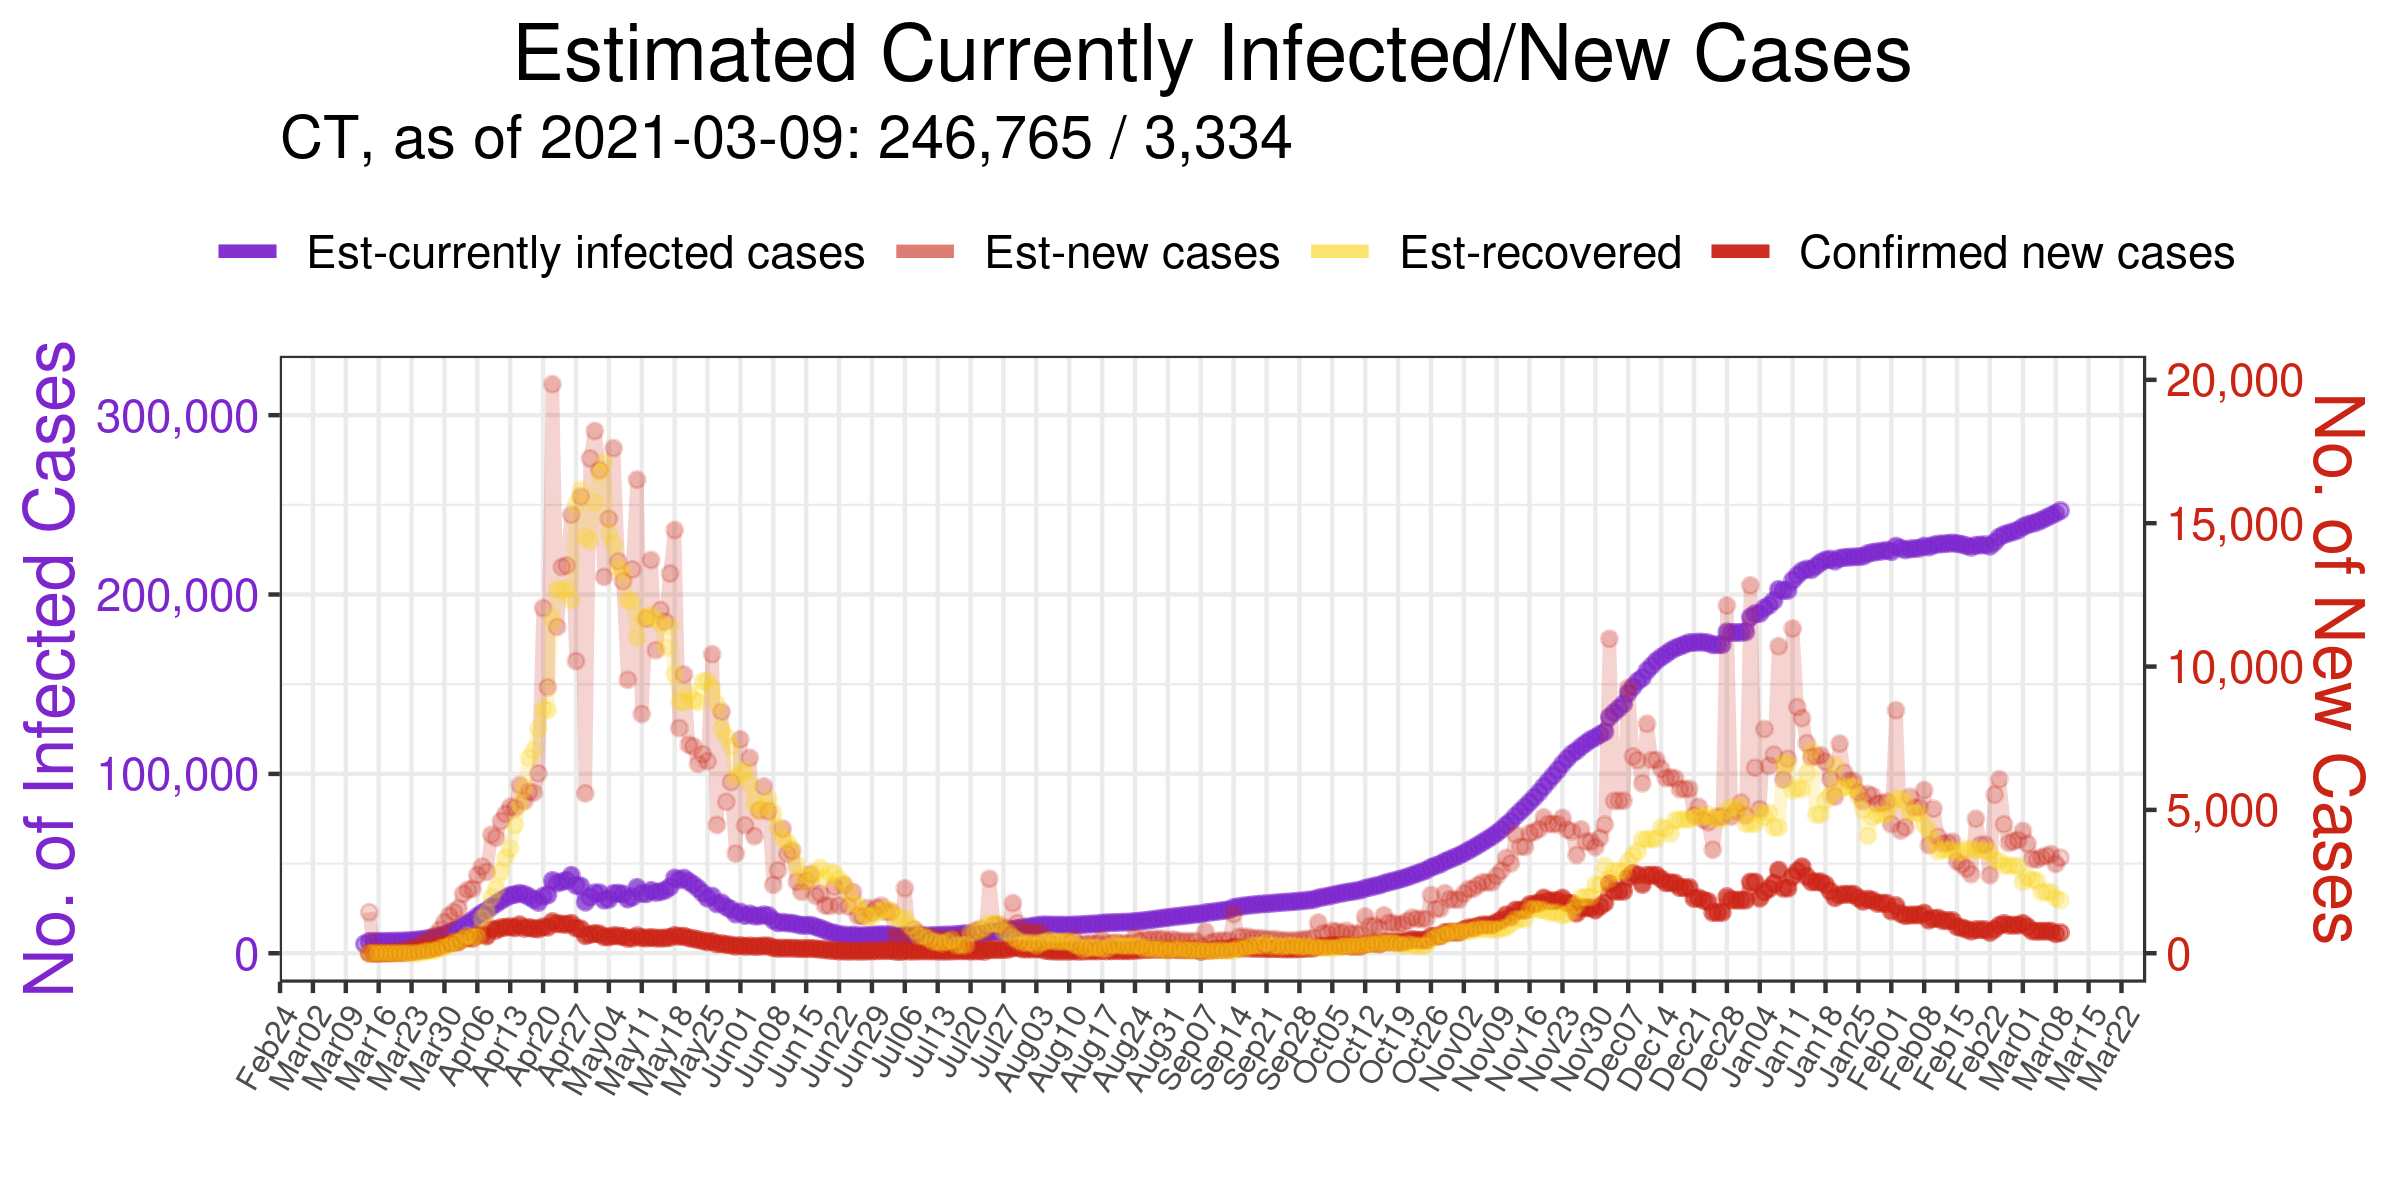 Estimated Currently Infected/New Cases
CT, as of 2021-03-09: 246,765 / 3,334
Est-currently infected cases Est-new cases Est-recovered Confirmed new cases
No. of Infected Cases
300,000
200,000
100,000
0
20,000
15,000
10,000
5,000
0
No. of New Cases
Feb24 Mar02 Mar09 Mar16 Mar23 Mar30 Apr06 Apr13 Apr20 Apr27 May04 May11 May18 May25 Jun01 Jun08 Jun15 Jun22 Jun29 Jul06 Jul13 Jul20 Jul27 Aug03 Aug10 Aug17 Aug24 Aug31 Sep07 Sep14 Sep21 Sep28 Oct05 Oct12 Oct19 Oct26 Nov02 Nov09 Nov16 Nov23 Nov30 Dec07 Dec14 Dec21 Dec28 Jan04 Jan11 Jan18 Jan25 Feb01 Feb08 Feb15 Feb22 Mar01 Mar08 Mar15 Mar22